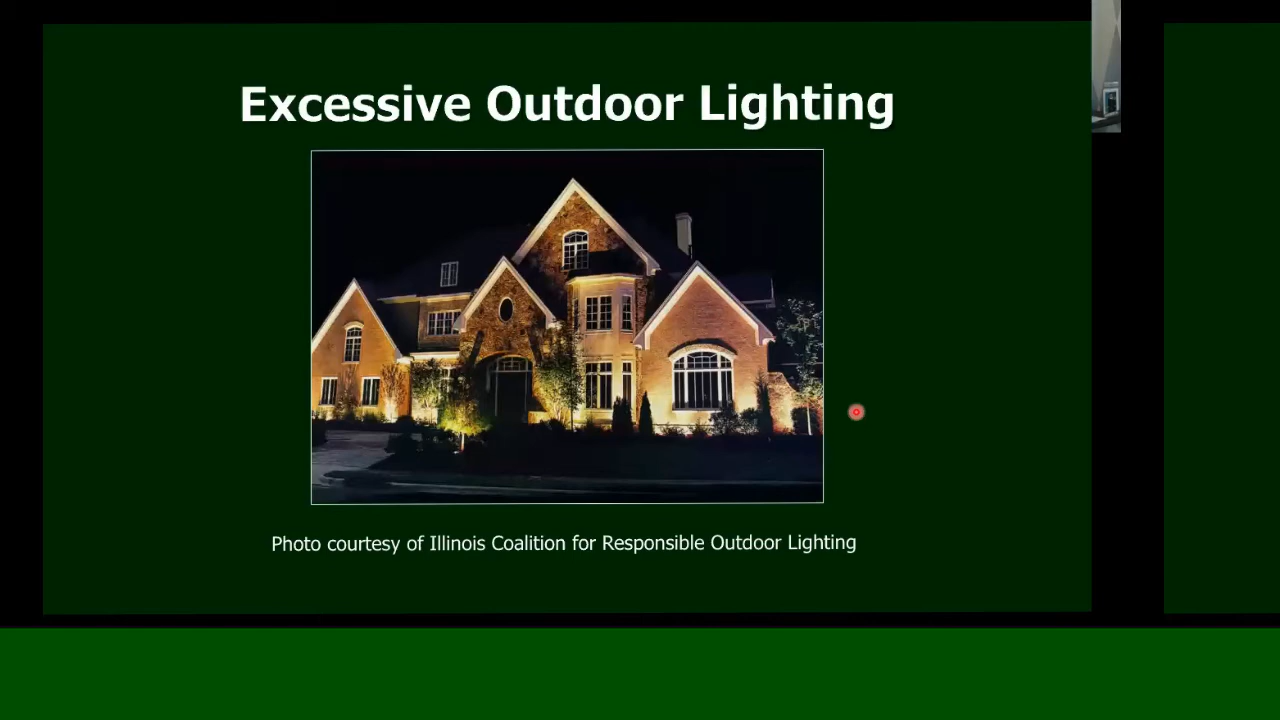 Excessive Outdoor Lighting
Photo courtesy of Illinois Coalition for Responsible Outdoor Lighting